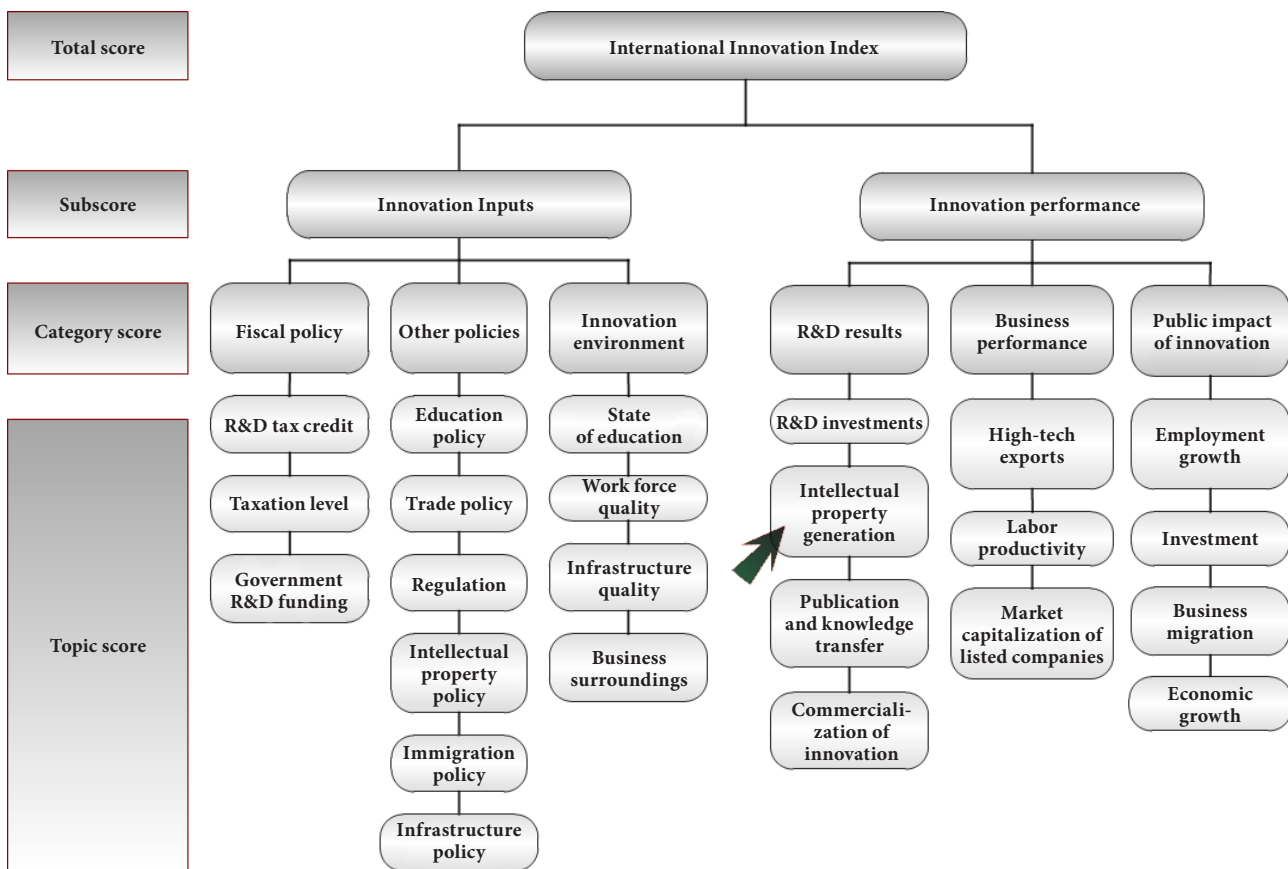 Total score
International Innovation Index
Subscore
Innovation Inputs
Innovation performance
Category score
Fiscal policy
Other policies
Innovation
environment
R&D results
Business
performance
Public impact
of innovation
Topic score
R&D tax credit
Taxation level
Government
R&D funding
Education
policy
Trade policy
Regulation
Intellectual
property
policy
Immigration
policy
Infrastructure
policy
State
of education
Work force
quality
Infrastructure
quality
Business
surroundings
R&D investments
Intellectual
property
generation
Publication
and knowledge
transfer
Commerciali-
zation of
innovation
High-tech
exports
Labor
productivity
Market
capitalization of
listed companies
Employment
growth
Investment
Business
migration
Economic
growth